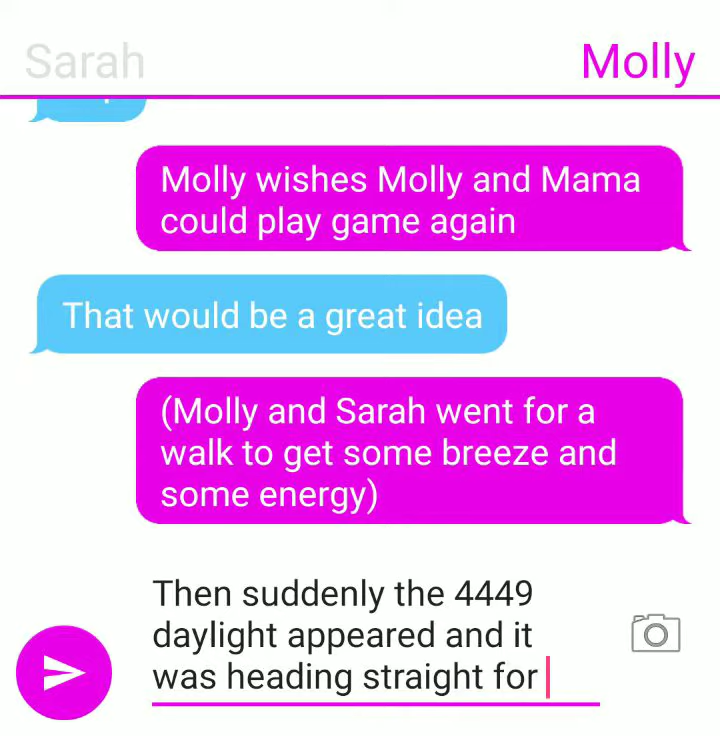 Sarah
Molly
Molly wishes Molly and Mama
could play game again
That would be a great idea
(Molly and Sarah went for a
walk to get some breeze and
some energy)
Then suddenly the 4449
daylight appeared and it
was heading straight for